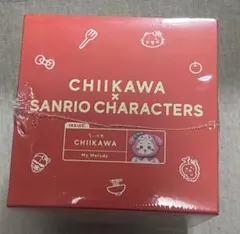 CHIIKAWA
×
SANRIO CHARACTERS
INSIDE
ちいかわ
CHIIKAWA
My Melody